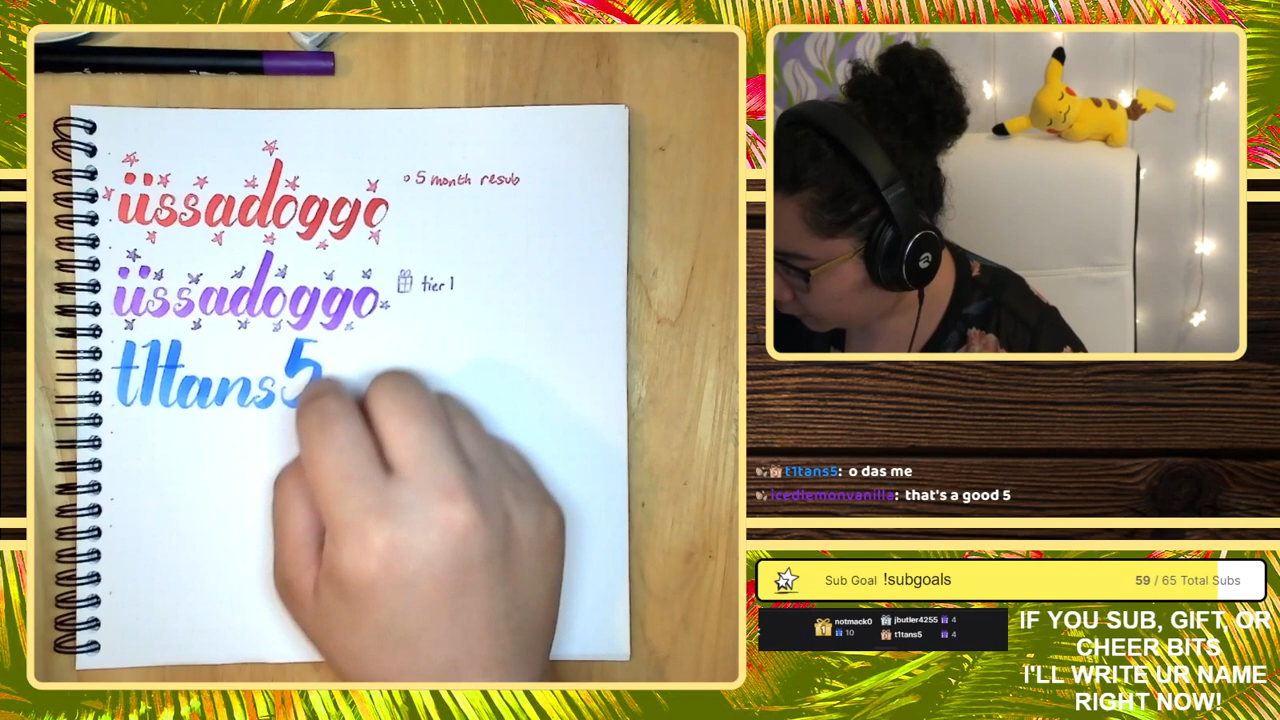 iissadoggo
5 month resub
iissadoggo
tier 1
t1tans5
t1tans5: o das me
icedlemonvanilla: that's a good 5
Sub Goal !subgoals 59 / 65 Total Subs
1 notmack0 10
jbutler4255 4
t1tans5 4
IF YOU SUB, GIFT, OR
CHEER BITS
I'LL WRITE UR NAME
RIGHT NOW!